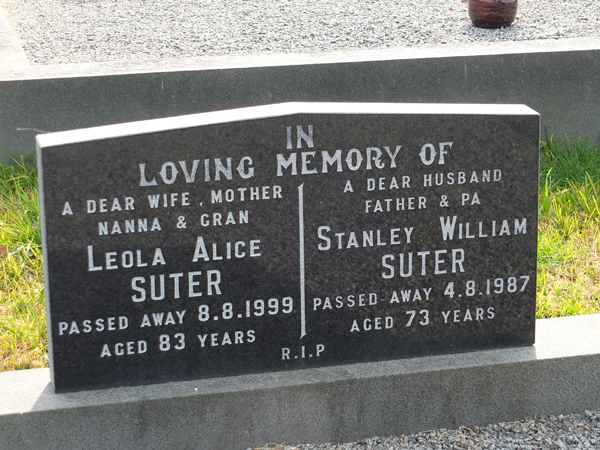 IN
LOVING MEMORY OF
A DEAR WIFE, MOTHER
NANNA & GRAN
LEOLA ALICE
SUTER
PASSED AWAY 8.8.1999
AGED 83 YEARS
A DEAR HUSBAND
FATHER & PA
STANLEY WILLIAM
SUTER
PASSED AWAY 4.8.1987
AGED 73 YEARS
R.I.P